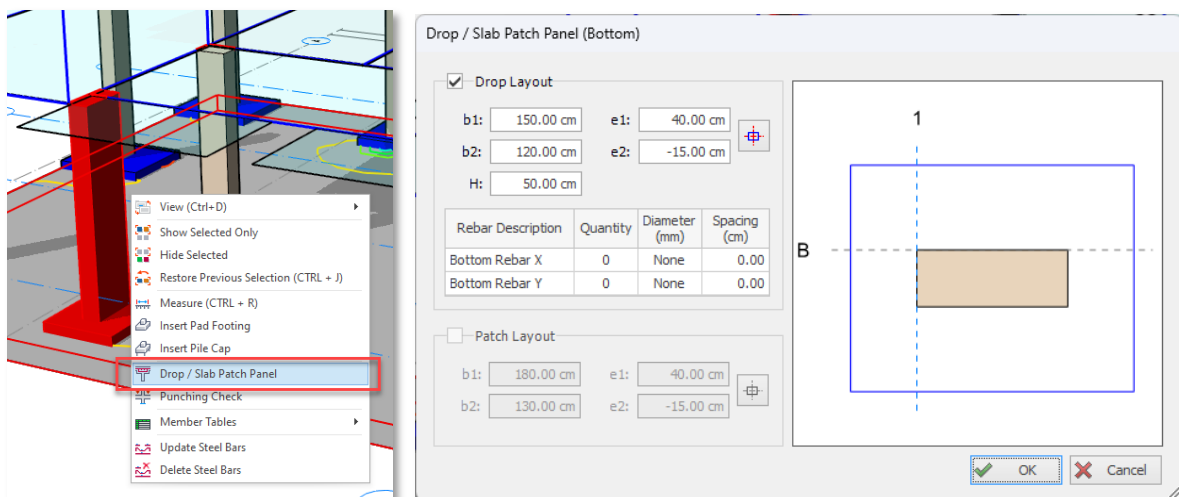 View (Ctrl+D)
Show Selected Only
Hide Selected
Restore Previous Selection (CTRL + J)
Measure (CTRL + R)
Insert Pad Footing
Insert Pile Cap
Drop / Slab Patch Panel
Punching Check
Member Tables
Update Steel Bars
Delete Steel Bars
Drop / Slab Patch Panel (Bottom)
Drop Layout
b1: 150.00 cm e1: 40.00 cm
b2: 120.00 cm e2: -15.00 cm
H: 50.00 cm
Rebar Description Quantity Diameter (mm) Spacing (cm)
Bottom Rebar X 0 None 0.00
Bottom Rebar Y 0 None 0.00
Patch Layout
b1: 180.00 cm e1: 40.00 cm
b2: 130.00 cm e2: -15.00 cm
1
B
OK Cancel